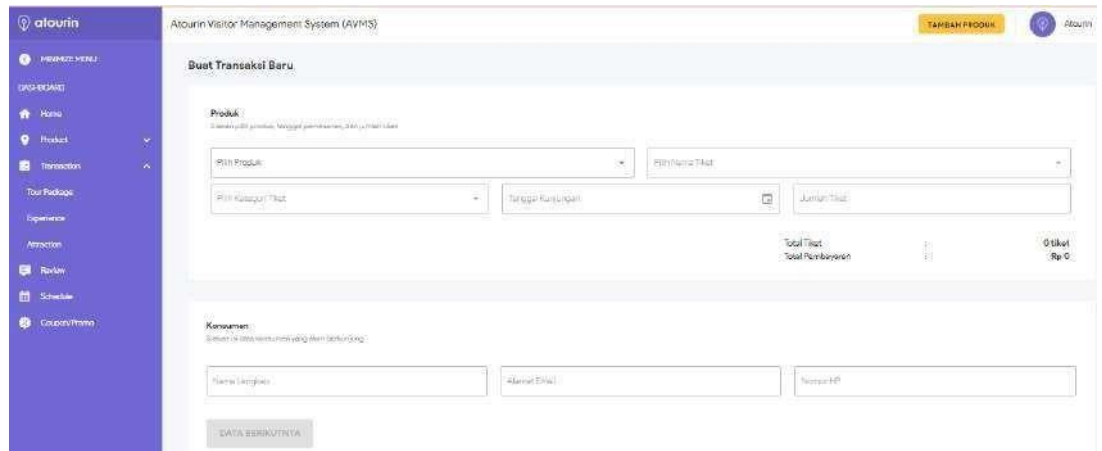 atourin
Atourin Visitor Management System (AVMS)
TAMBAH PRODUK
Atourin
MINIMIZE MENU
DASHBOARD
Home
Product
Transaction
Tour Package
Experience
Attraction
Review
Schedule
Coupon/Promo
Buat Transaksi Baru
Produk
Pilih Produk
Pilih Nama Tiket
Pilih Kategori Tiket
Tanggal Kunjungan
Jumlah Tiket
Total Tiket : 0 tiket
Total Pembayaran : Rp 0
Konsumen
Nama Lengkap
Alamat Email
Nomor HP
DATA BERIKUTNYA